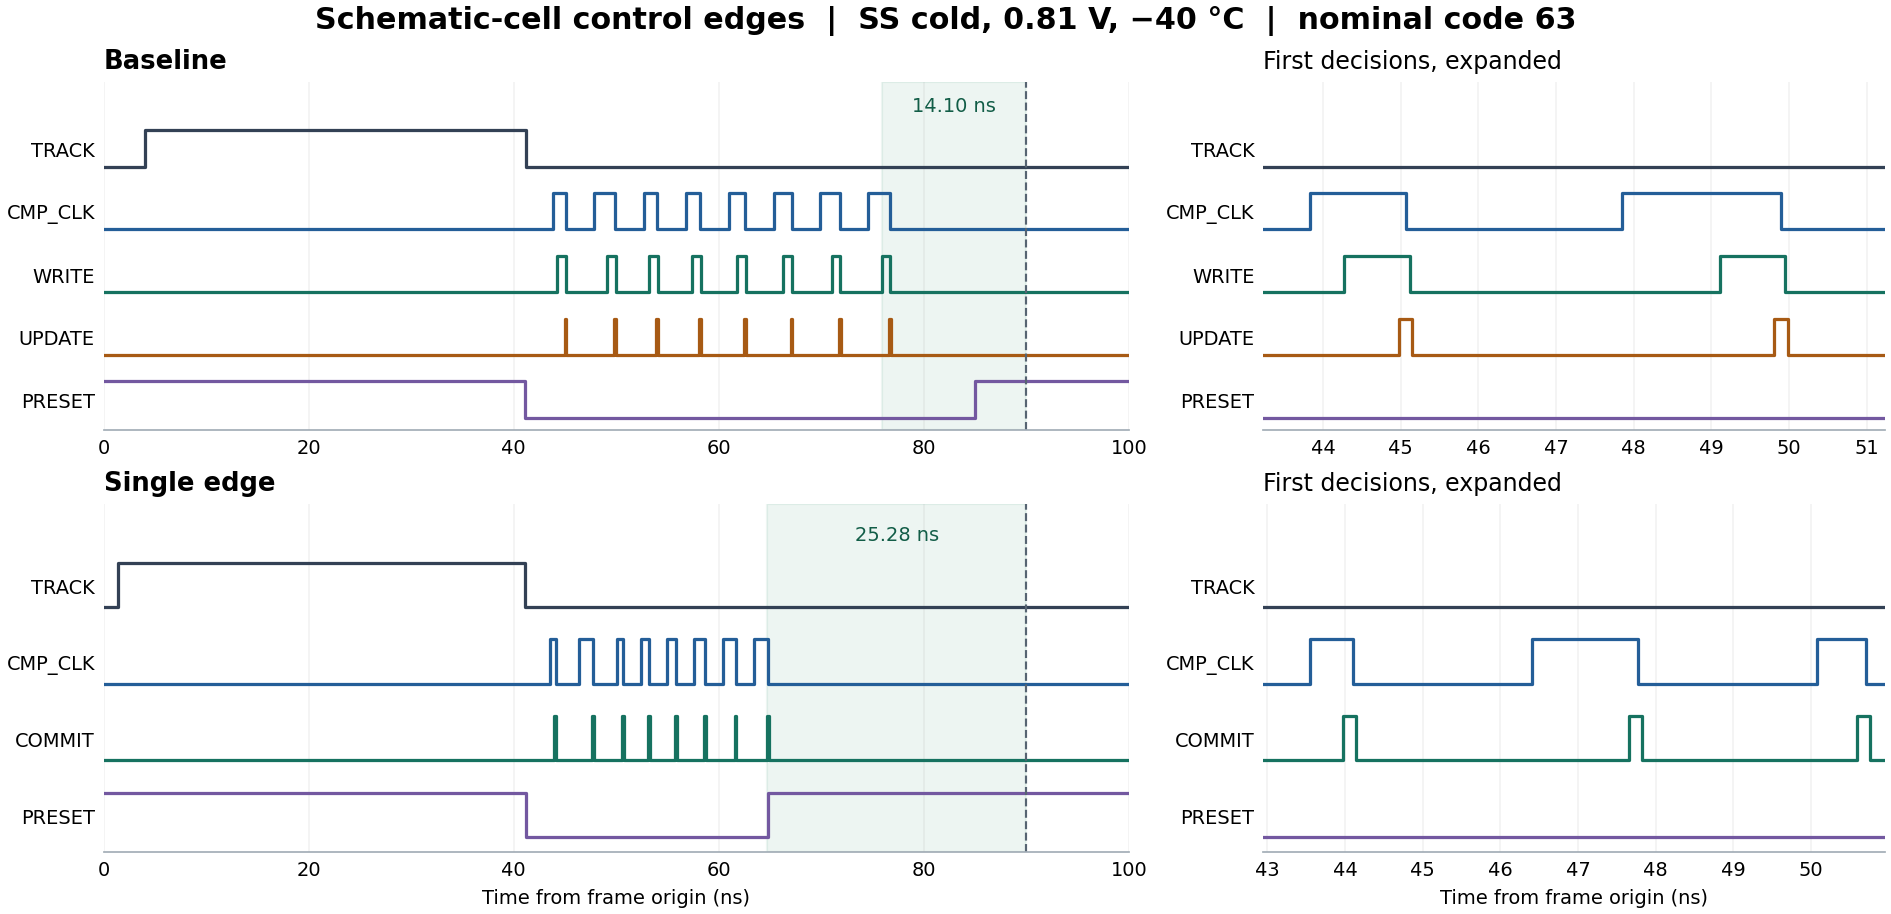 Schematic-cell control edges | SS cold, 0.81 V, −40 °C | nominal code 63
Baseline
14.10 ns
TRACK
CMP_CLK
WRITE
UPDATE
PRESET
0 20 40 60 80 100
First decisions, expanded
TRACK
CMP_CLK
WRITE
UPDATE
PRESET
44 45 46 47 48 49 50 51
Single edge
25.28 ns
TRACK
CMP_CLK
COMMIT
PRESET
0 20 40 60 80 100
Time from frame origin (ns)
First decisions, expanded
TRACK
CMP_CLK
COMMIT
PRESET
43 44 45 46 47 48 49 50
Time from frame origin (ns)